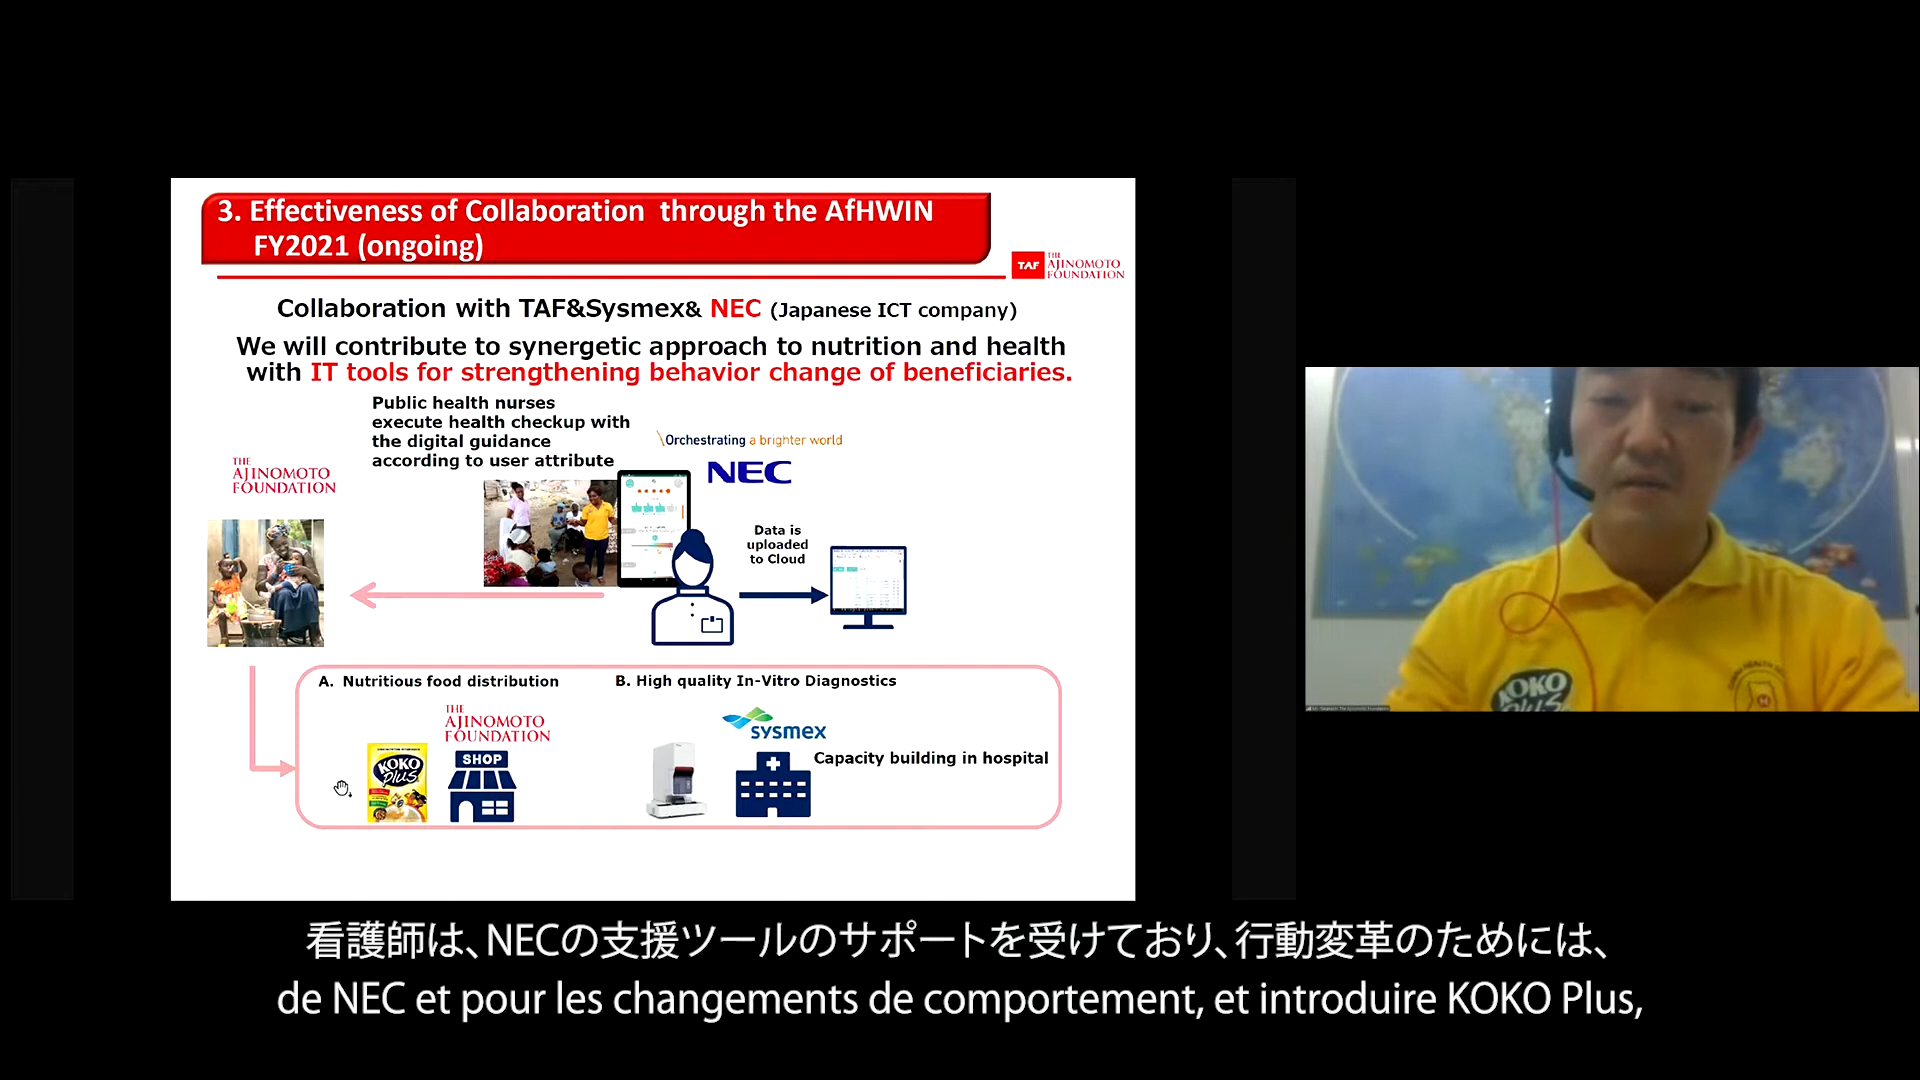 3. Effectiveness of Collaboration through the AfHWIN
FY2021 (ongoing)
TAF THE AJINOMOTO FOUNDATION
Collaboration with TAF&Sysmex& NEC (Japanese ICT company)
We will contribute to synergetic approach to nutrition and health
with IT tools for strengthening behavior change of beneficiaries.
Public health nurses
execute health checkup with
the digital guidance
according to user attribute
\Orchestrating a brighter world
NEC
THE
AJINOMOTO
FOUNDATION
Data is
uploaded
to Cloud
A. Nutritious food distribution
B. High quality In-Vitro Diagnostics
THE
AJINOMOTO
FOUNDATION
sysmex
KOKO
Plus
SHOP
Capacity building in hospital
KOKO
Plus
看護師は、NECの支援ツールのサポートを受けており、行動変革のためには、
de NEC et pour les changements de comportement, et introduire KOKO Plus,